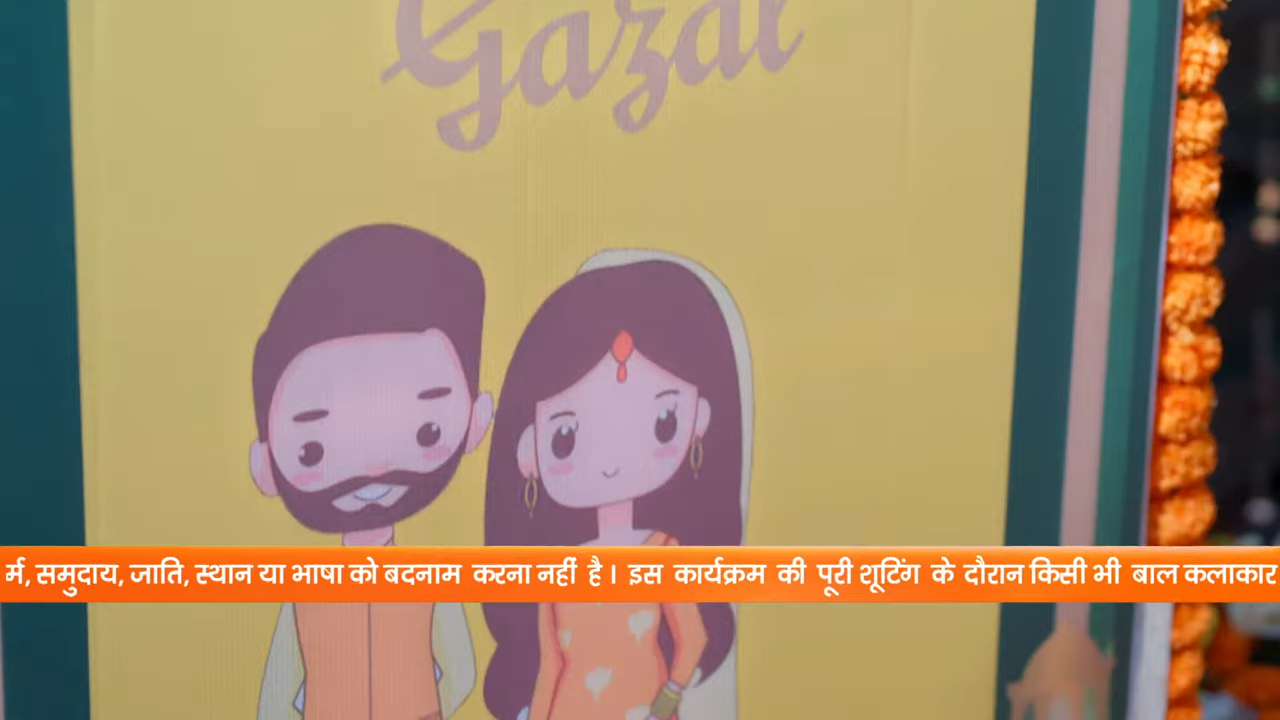 Gazal
र्म, समुदाय, जाति, स्थान या भाषा को बदनाम करना नहीं है। इस कार्यक्रम की पूरी शूटिंग के दौरान किसी भी बाल कलाकार